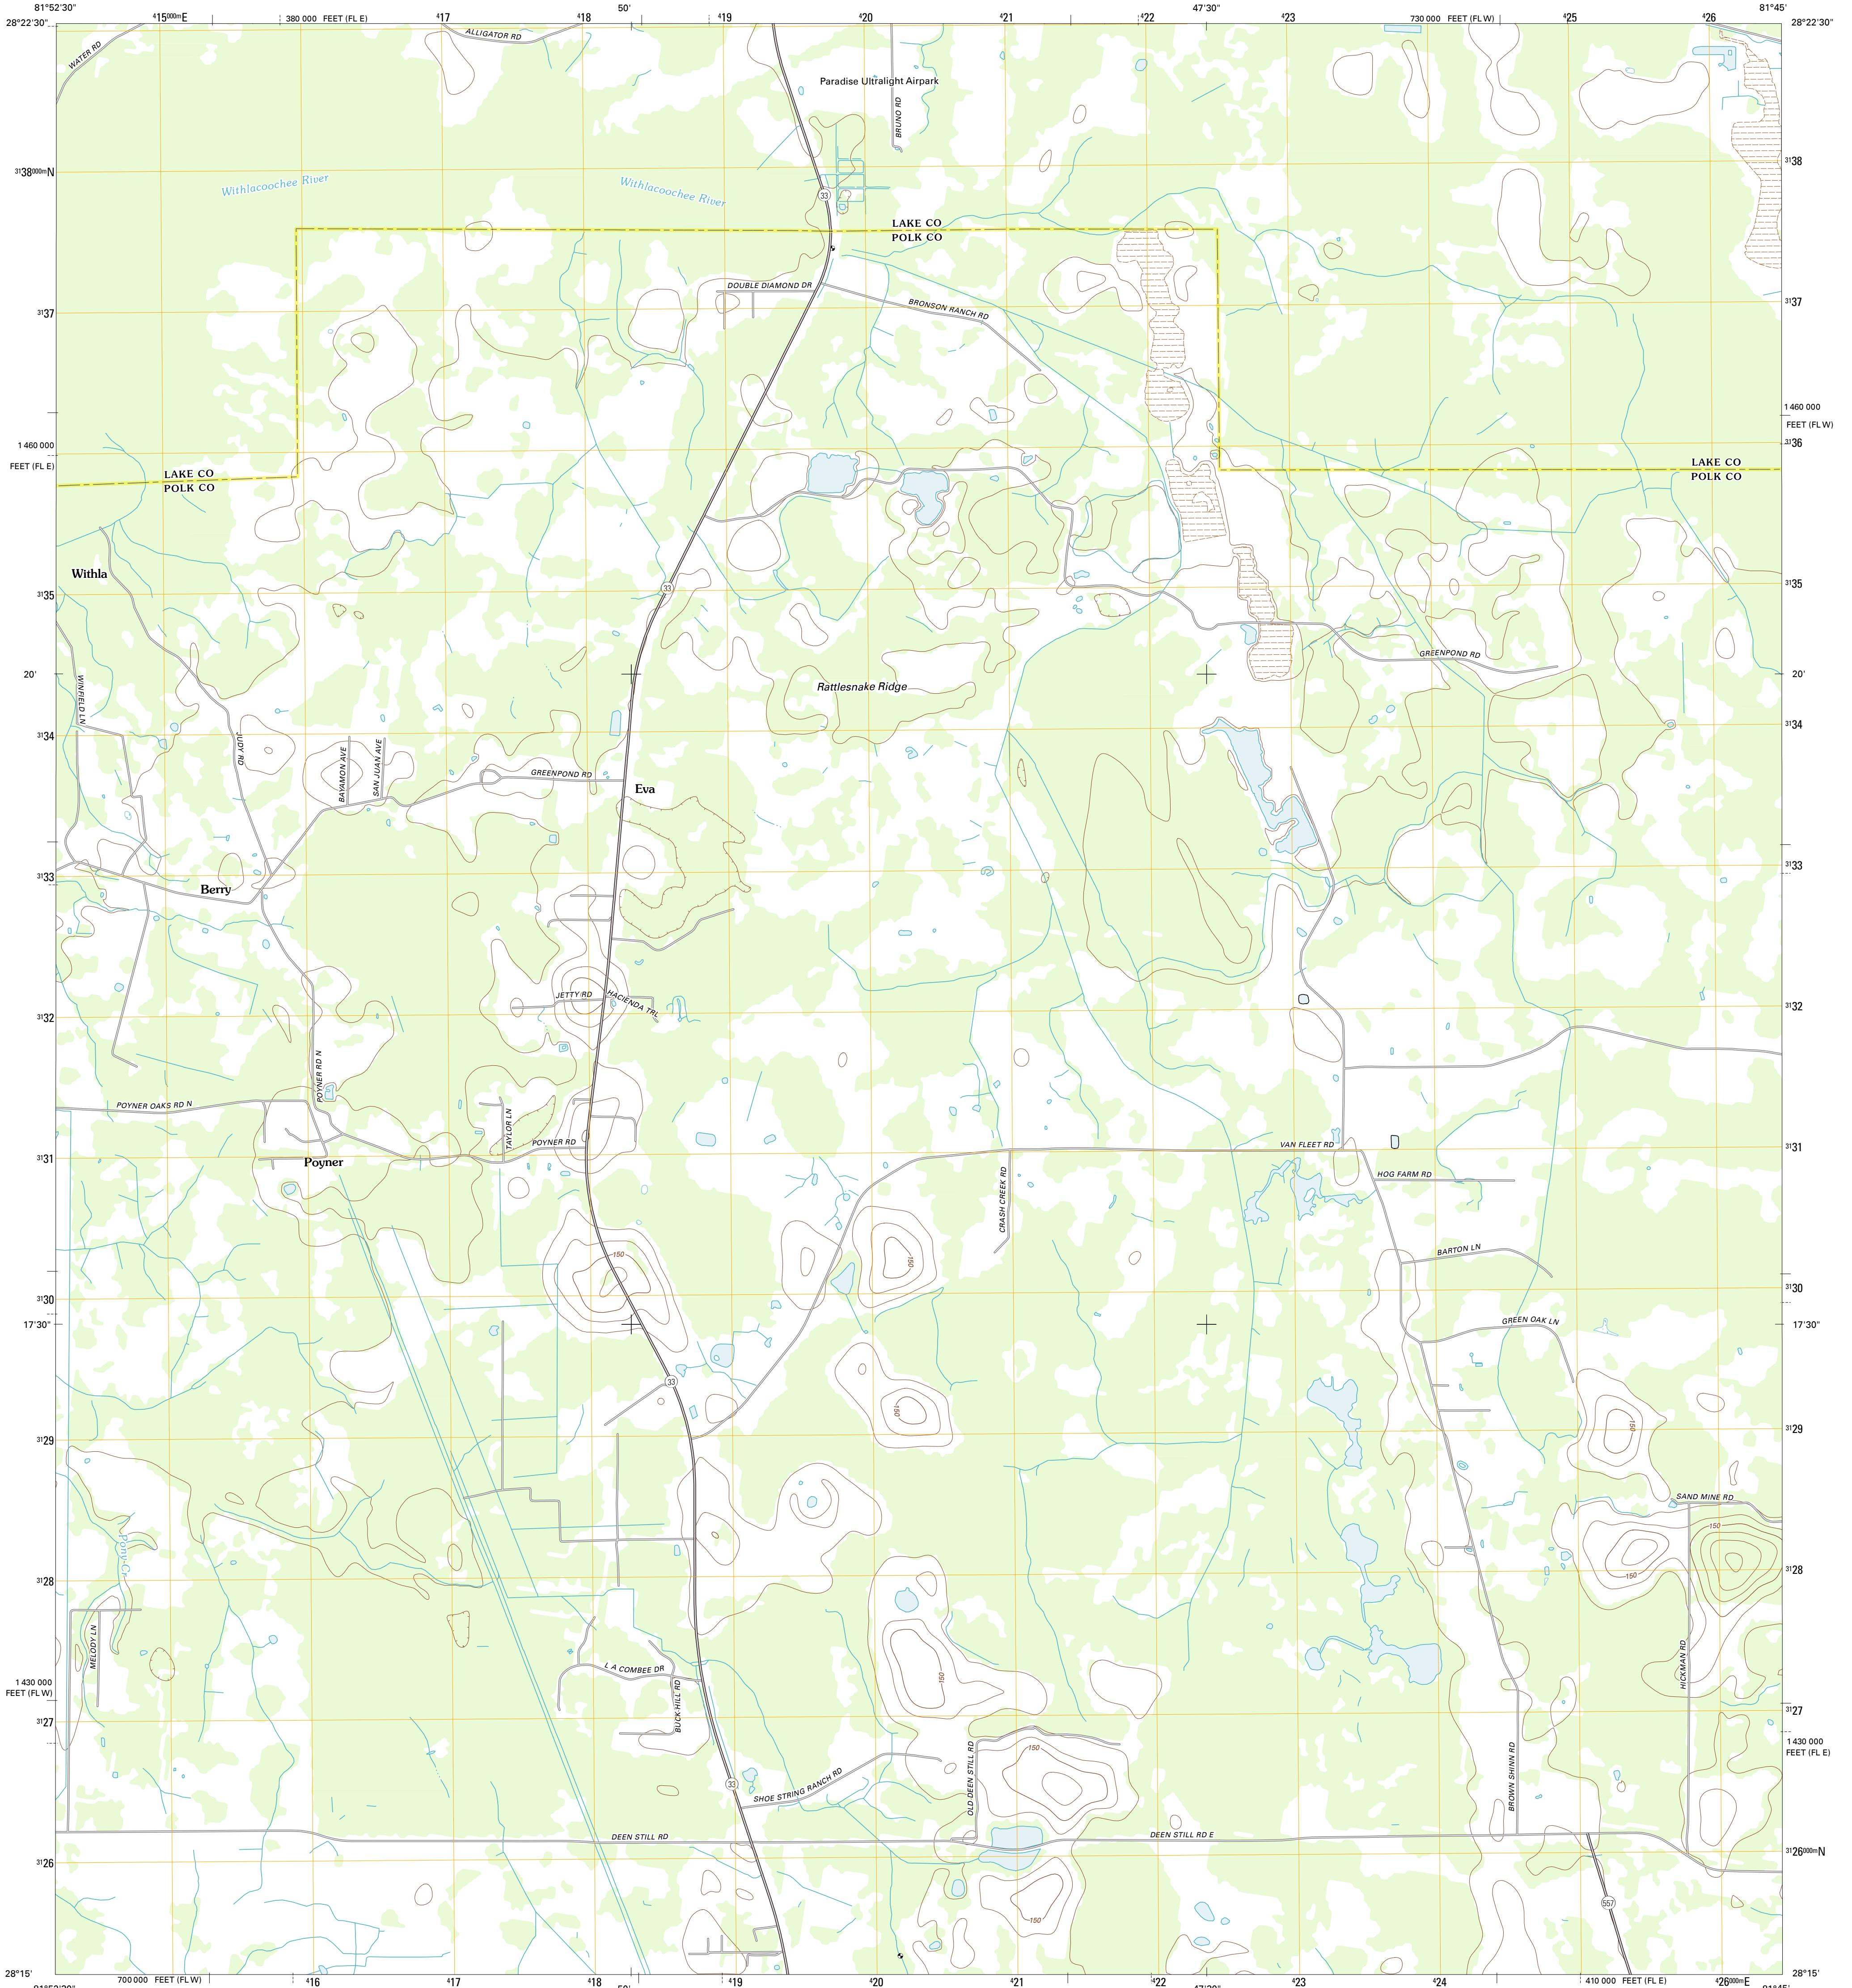 81°52'30"
415000mE
380 000 FEET (FL E)
417
418
50'
419
420
421
422
47'30"
423
730 000 FEET (FL W)
425
426
81°45'
28°22'30"
28°22'30"
WATER RD
ALLIGATOR RD
Paradise Ultralight Airpark
BRUNO RD
3138000mN
3138
Withlacoochee River
Withlacoochee River
33
LAKE CO
POLK CO
DOUBLE DIAMOND DR
BRONSON RANCH RD
3137
3137
1 460 000
FEET (FL W)
1 460 000
FEET (FL E)
3136
LAKE CO
POLK CO
LAKE CO
POLK CO
Withla
33
3135
3135
GREENPOND RD
20'
20'
WINFIELD LN
Rattlesnake Ridge
3134
3134
JUDY RD
BAYAMON AVE
SAN JUAN AVE
GREENPOND RD
Eva
3133
3133
Berry
JETTY RD
HACIENDA TRL
3132
3132
POYNER RD N
POYNER OAKS RD N
TAYLOR LN
POYNER RD
VAN FLEET RD
3131
3131
Poyner
HOG FARM RD
CRASH CREEK RD
150
150
BARTON LN
3130
3130
17'30"
17'30"
GREEN OAK LN
33
150
150
3129
3129
SAND MINE RD
150
Pony Cr
150
3128
3128
MELODY LN
L A COMBEE DR
HICKMAN RD
1 430 000
FEET (FL W)
BUCK HILL RD
150
3127
3127
1 430 000
FEET (FL E)
OLD DEEN STILL RD
150
BROWN SHINN RD
33
SHOE STRING RANCH RD
DEEN STILL RD
DEEN STILL RD E
3126
3126000mN
557
150
28°15'
28°15'
700 000 FEET (FL W)
416
417
418
419
420
421
422
423
424
410 000 FEET (FL E)
426000mE